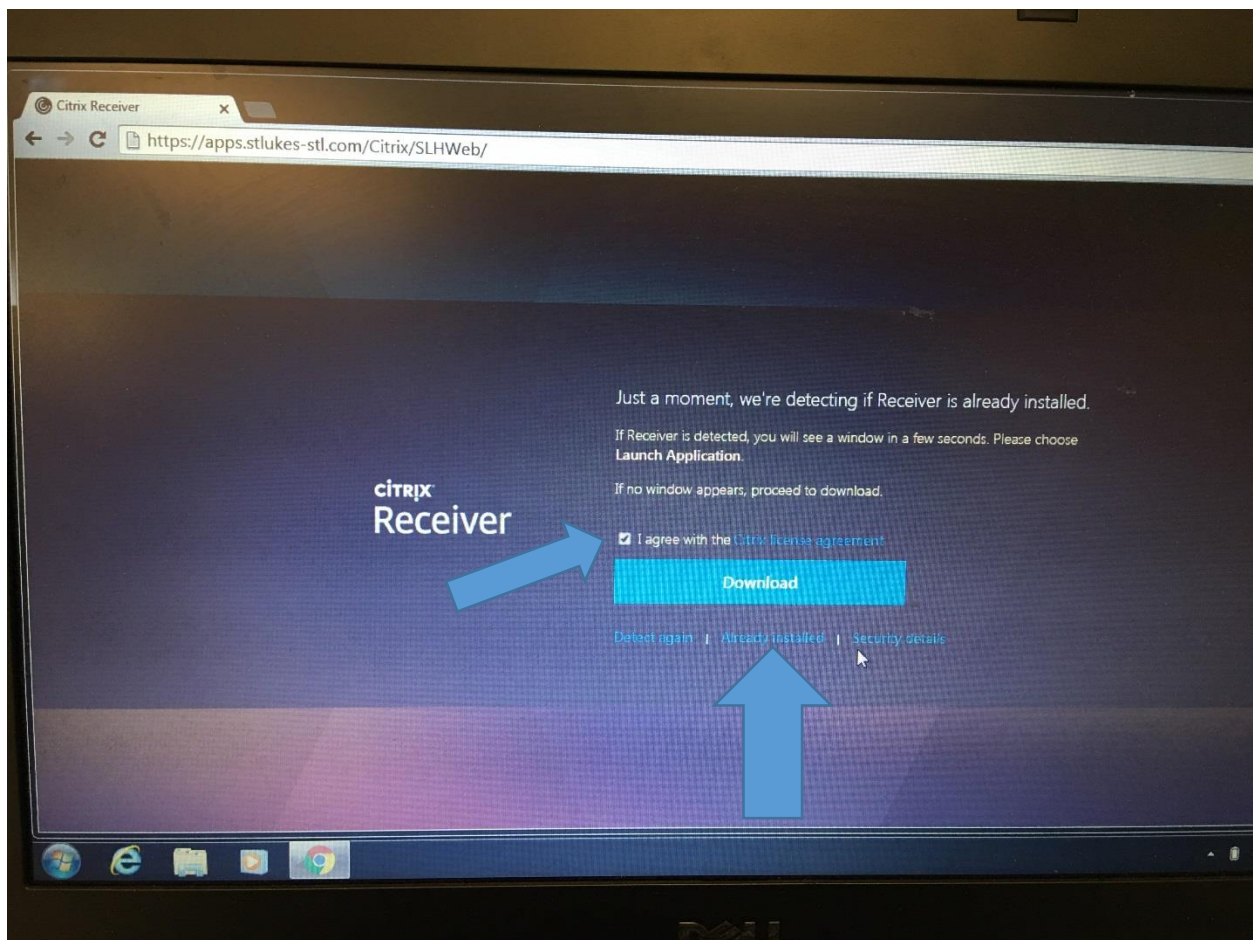 Citrix Receiver
https://apps.stlukes-stl.com/Citrix/SLHWeb/
Just a moment, we're detecting if Receiver is already installed.
If Receiver is detected, you will see a window in a few seconds. Please choose
Launch Application.
If no window appears, proceed to download.
CITRIX
Receiver
I agree with the Citrix license agreement
Download
Detect again | Already installed | Security details
DELL